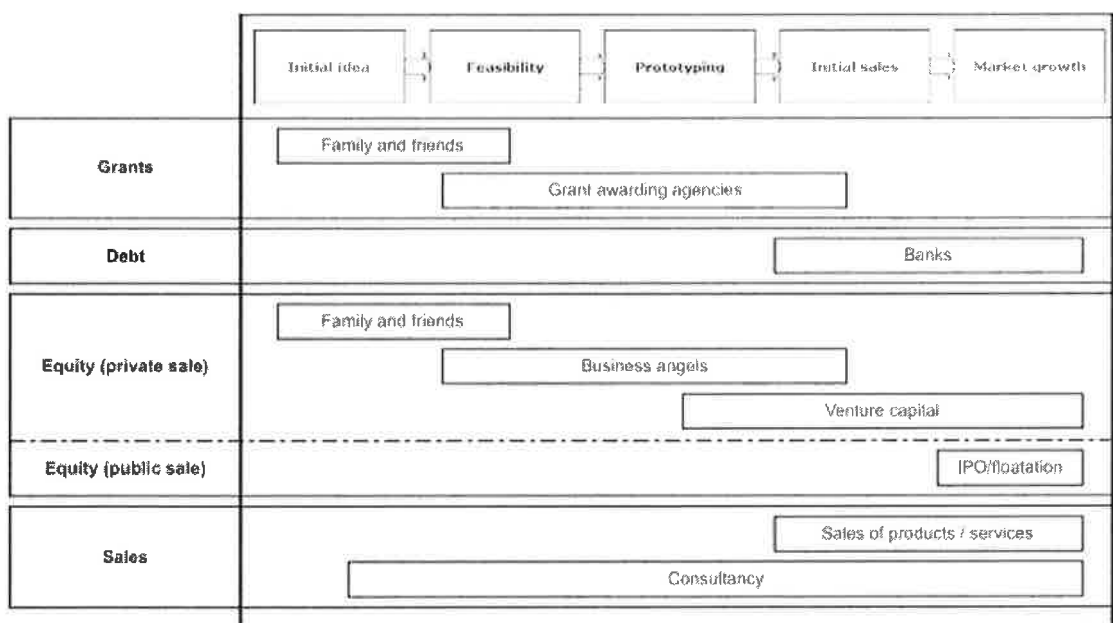 Initial idea
Feasibility
Prototyping
Initial sales
Market growth
Grants
Family and friends
Grant awarding agencies
Debt
Banks
Equity (private sale)
Family and friends
Business angels
Venture capital
Equity (public sale)
IPO/floatation
Sales
Sales of products / services
Consultancy